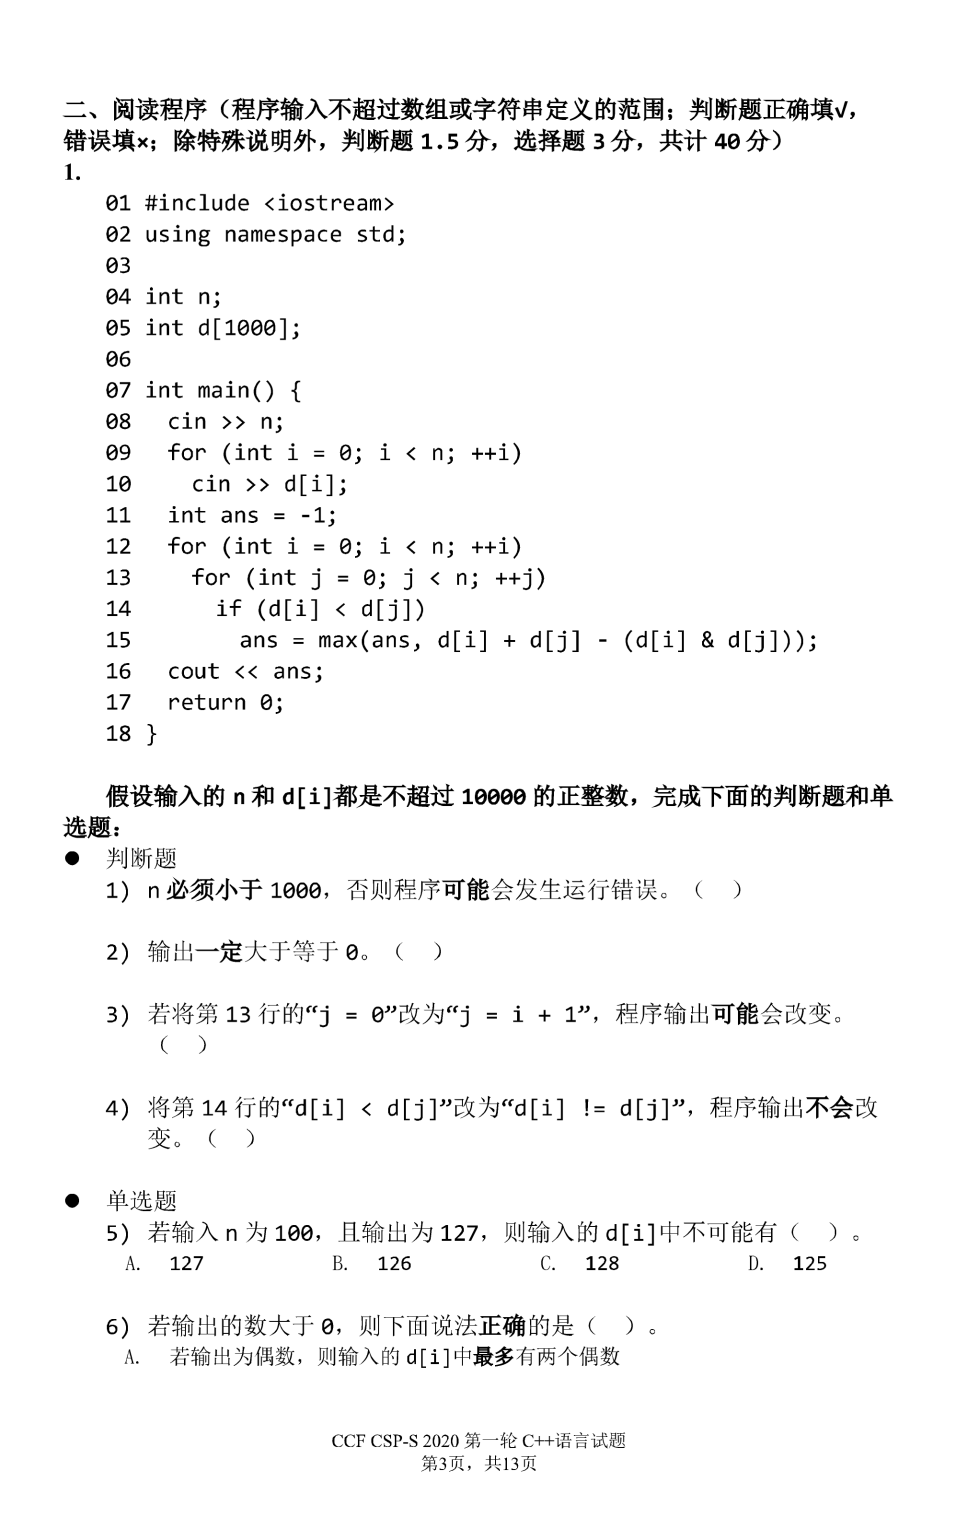 二、阅读程序（程序输入不超过数组或字符串定义的范围；判断题正确填√，
错误填×；除特殊说明外，判断题 1.5 分，选择题 3 分，共计 40 分）
1.
01 #include <iostream>
02 using namespace std;
03
04 int n;
05 int d[1000];
06
07 int main() {
08   cin >> n;
09   for (int i = 0; i < n; ++i)
10     cin >> d[i];
11   int ans = -1;
12   for (int i = 0; i < n; ++i)
13     for (int j = 0; j < n; ++j)
14       if (d[i] < d[j])
15         ans = max(ans, d[i] + d[j] - (d[i] & d[j]));
16   cout << ans;
17   return 0;
18 }
假设输入的 n 和 d[i]都是不超过 10000 的正整数，完成下面的判断题和单
选题：
● 判断题
1) n 必须小于 1000，否则程序可能会发生运行错误。（ ）
2) 输出一定大于等于 0。（ ）
3) 若将第 13 行的“j = 0”改为“j = i + 1”，程序输出可能会改变。
（ ）
4) 将第 14 行的“d[i] < d[j]”改为“d[i] != d[j]”，程序输出不会改
变。（ ）
● 单选题
5) 若输入 n 为 100，且输出为 127，则输入的 d[i]中不可能有（ ）。
A. 127 B. 126 C. 128 D. 125
6) 若输出的数大于 0，则下面说法正确的是（ ）。
A. 若输出为偶数，则输入的 d[i]中最多有两个偶数
CCF CSP-S 2020 第一轮 C++语言试题
第3页，共13页